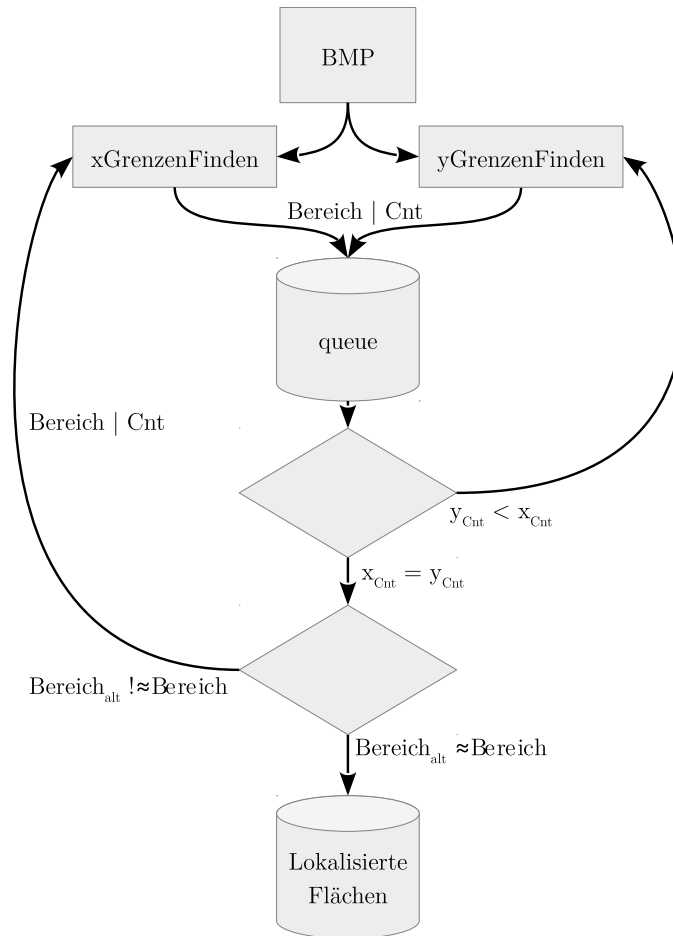 BMP
xGrenzenFinden
yGrenzenFinden
Bereich | Cnt
queue
Bereich | Cnt
y_Cnt < x_Cnt
x_Cnt = y_Cnt
Bereich_alt !≈Bereich
Bereich_alt ≈Bereich
Lokalisierte
Flächen